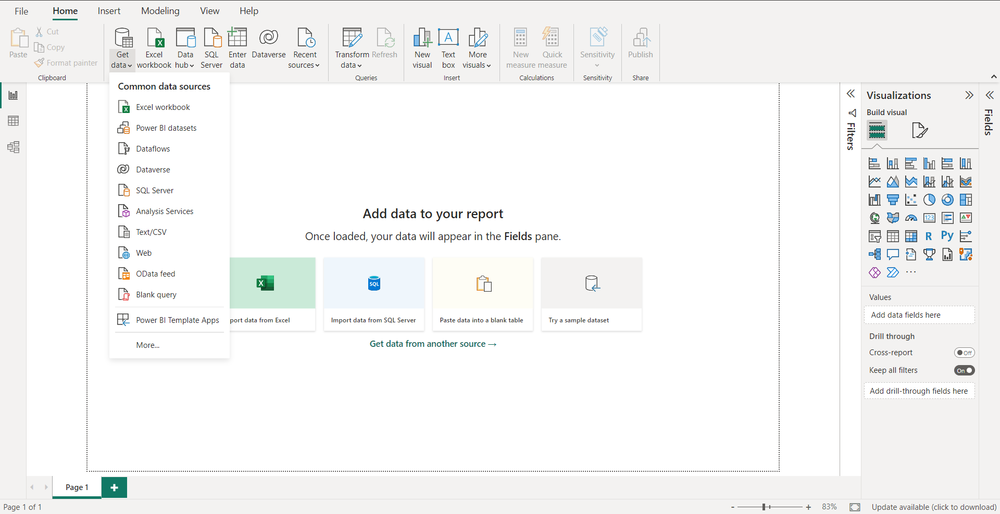 File Home Insert Modeling View Help
Paste
Cut
Copy
Format painter
Clipboard
Get data
Excel workbook
Data hub
SQL Server
Enter data
Dataverse
Recent sources
Transform data
Refresh
Queries
New visual
Text box
More visuals
Insert
New measure
Quick measure
Calculations
Sensitivity
Sensitivity
Publish
Share
Common data sources
Excel workbook
Power BI datasets
Dataflows
Dataverse
SQL Server
Analysis Services
Text/CSV
Web
OData feed
Blank query
Power BI Template Apps
More...
Add data to your report
Once loaded, your data will appear in the Fields pane.
SQL
port data from Excel
Import data from SQL Server
Paste data into a blank table
Try a sample dataset
Get data from another source →
Filters
Visualizations
Build visual
123
R
Py
...
Values
Add data fields here
Drill through
Cross-report
Off
Keep all filters
On
Add drill-through fields here
Fields
Page 1
Page 1 of 1
- + 83%
Update available (click to download)